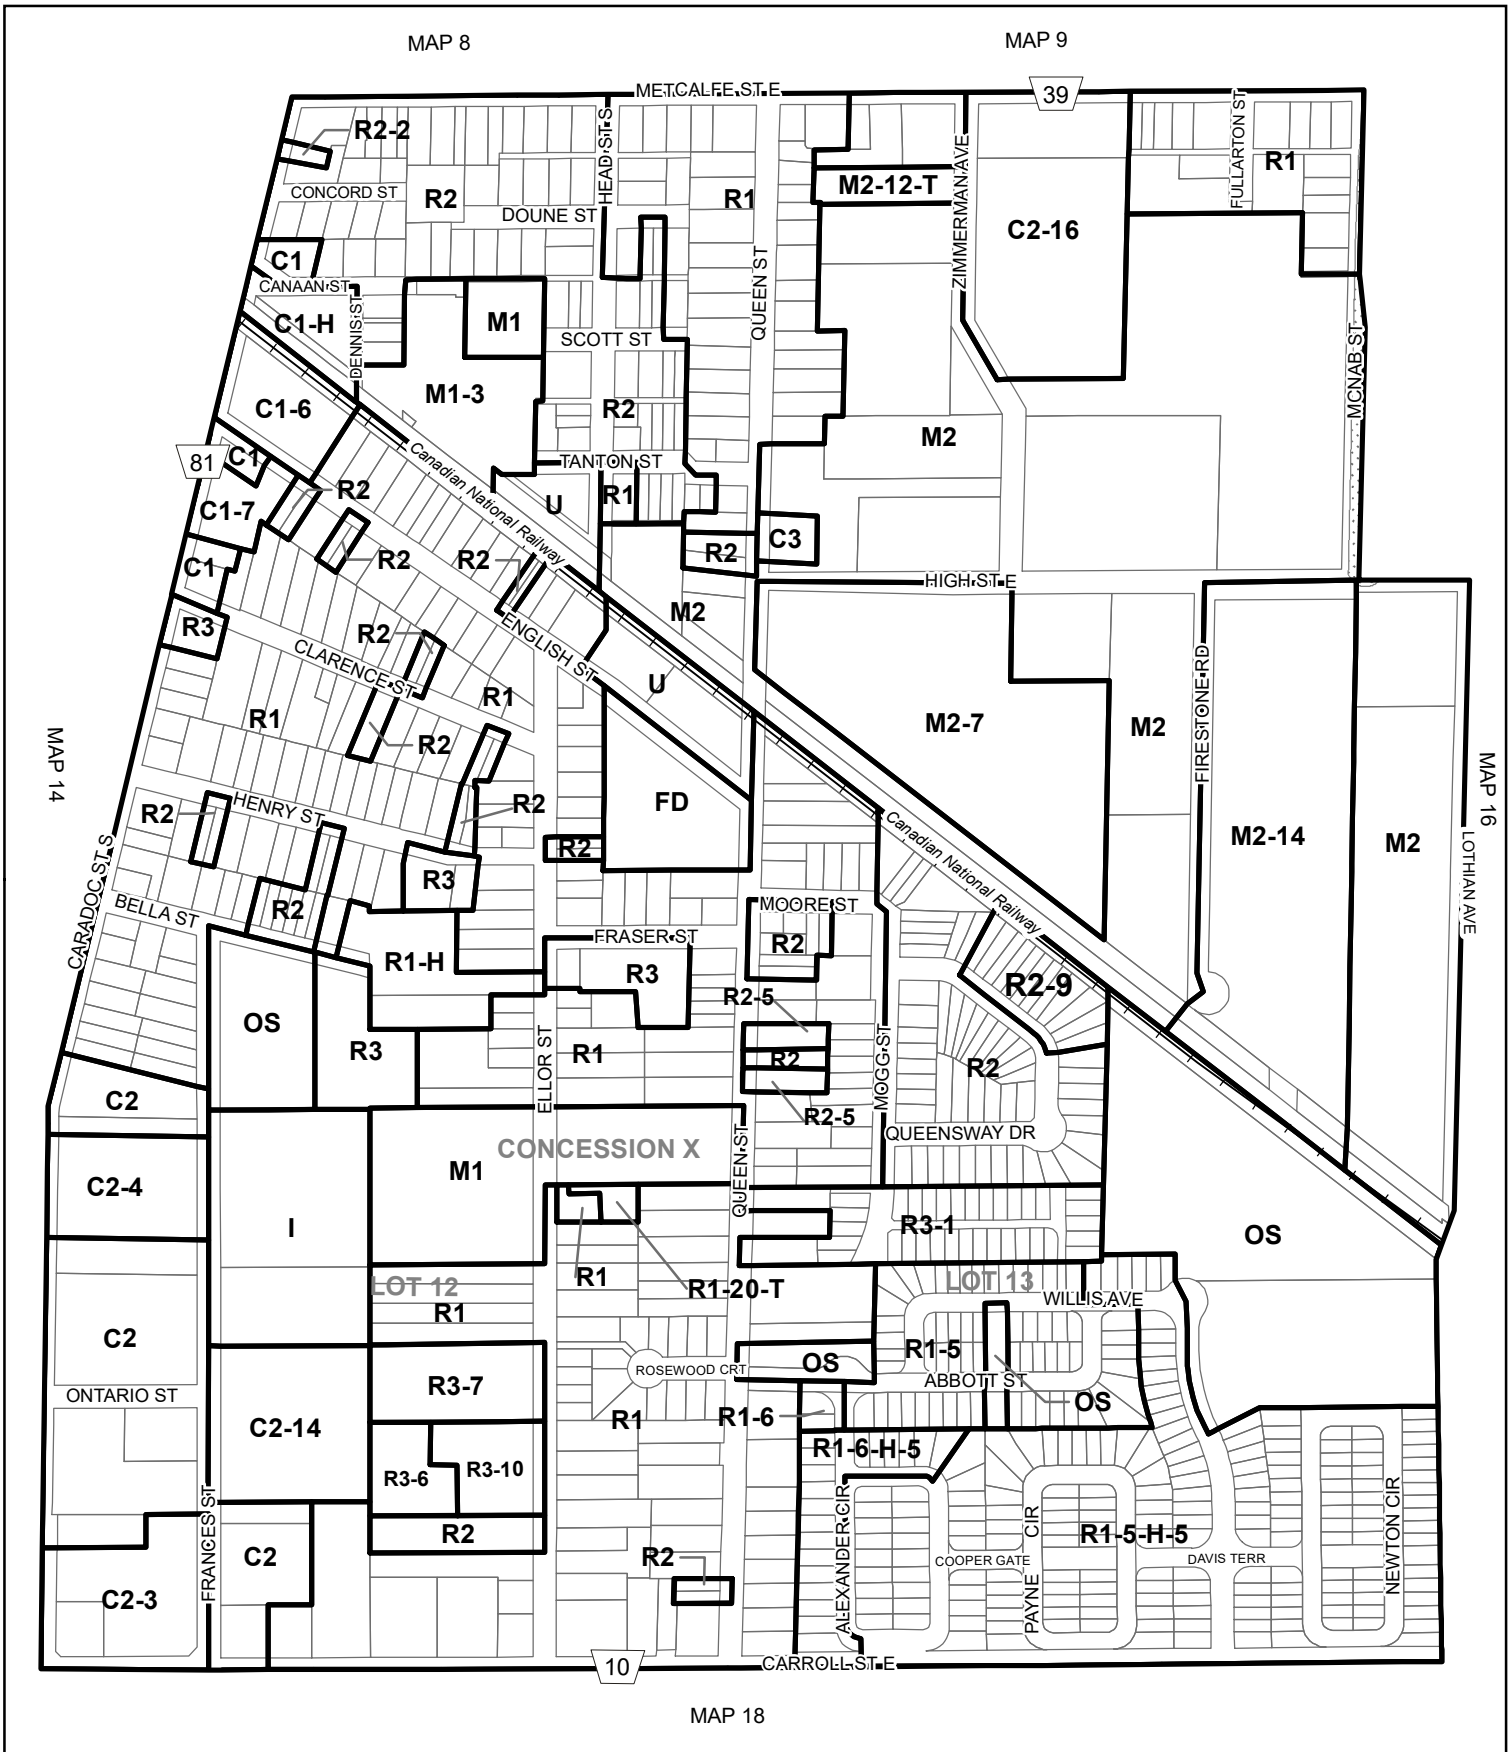 MAP 8
MAP 9
METCALFE ST E
39
R2-2
HEAD ST S
FULLARTON ST
ZIMMERMAN AVE
R1
CONCORD ST
R2
R1
M2-12-T
DOUNE ST
C2-16
C1
QUEEN ST
CANAAN ST
C1-H
DENNIS ST
M1
SCOTT ST
MCNAB ST
M1-3
C1-6
R2
M2
81
C1
Canadian National Railway
TANTON ST
R2
U
R1
C1-7
C3
R2
R2
R2
C1
HIGH ST E
M2
R3
R2
ENGLISH ST
CLARENCE ST
U
FIRESTONE RD
R1
R1
M2-7
M2
MAP 14
R2
MAP 16
R2
HENRY ST
R2
FD
Canadian National Railway
M2-14
M2
LOTHIAN AVE
CARADOC ST S
R2
R3
BELLA ST
R2
MOORE ST
R2
FRASER ST
R1-H
R3
R2-9
R2-5
OS
R3
ELLOR ST
R1
R2
MOGG ST
R2
C2
R2-5
QUEENSWAY DR
CONCESSION X
QUEEN ST
M1
C2-4
I
R3-1
OS
R1
R1-20-T
LOT 12
LOT 13
R1
WILLIS AVE
C2
R1-5
OS
ROSEWOOD CRT
ABBOTT ST
R3-7
ONTARIO ST
OS
R1
R1-6
C2-14
R1-6-H-5
R3-6
R3-10
FRANCES ST
ALEXANDER CIR
PAYNE CIR
NEWTON CIR
R2
R1-5-H-5
C2
R2
COOPER GATE
DAVIS TERR
C2-3
10
CARROLL ST E
MAP 18